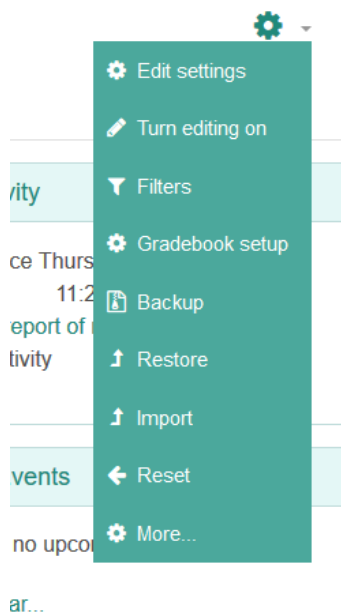 Edit settings
Turn editing on
vity
Filters
Gradebook setup
ce Thurs
11:2
Backup
eport of
tivity
Restore
Import
vents
Reset
no upcor
More...
ar...